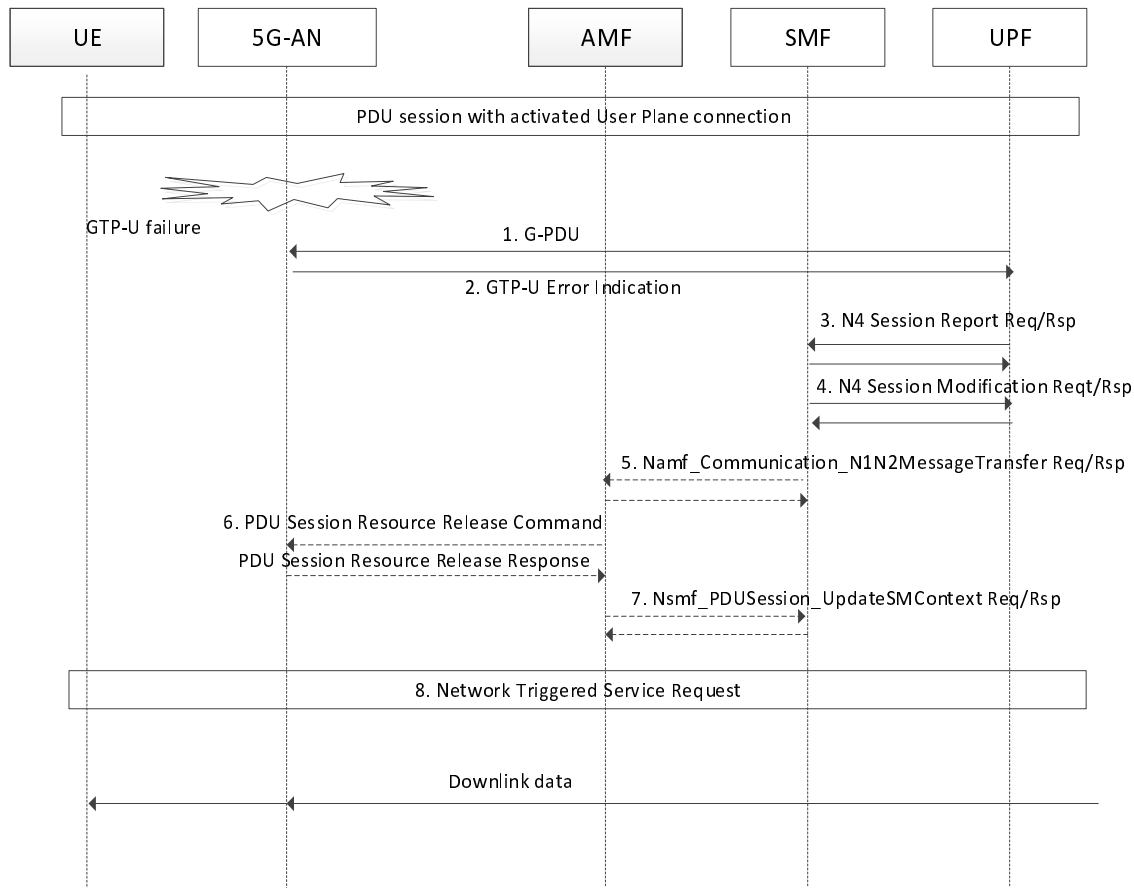 UE
5G-AN
AMF
SMF
UPF
PDU session with activated User Plane connection
GTP-U failure
1. G-PDU
2. GTP-U Error Indication
3. N4 Session Report Req/Rsp
4. N4 Session Modification Reqt/Rsp
5. Namf_Communication_N1N2MessageTransfer Req/Rsp
6. PDU Session Resource Release Command
PDU Session Resource Release Response
7. Nsmf_PDUSession_UpdateSMContext Req/Rsp
8. Network Triggered Service Request
Downlink data